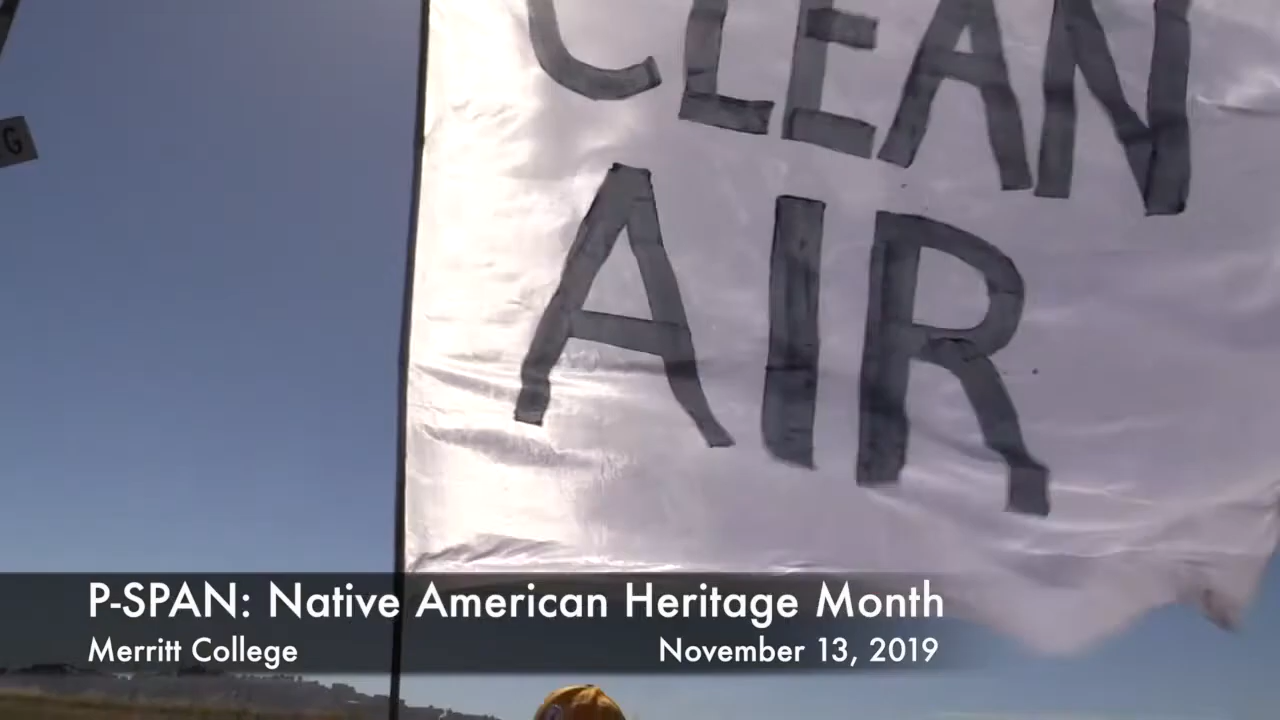 G
CLEAN
AIR
P-SPAN: Native American Heritage Month
Merritt College November 13, 2019